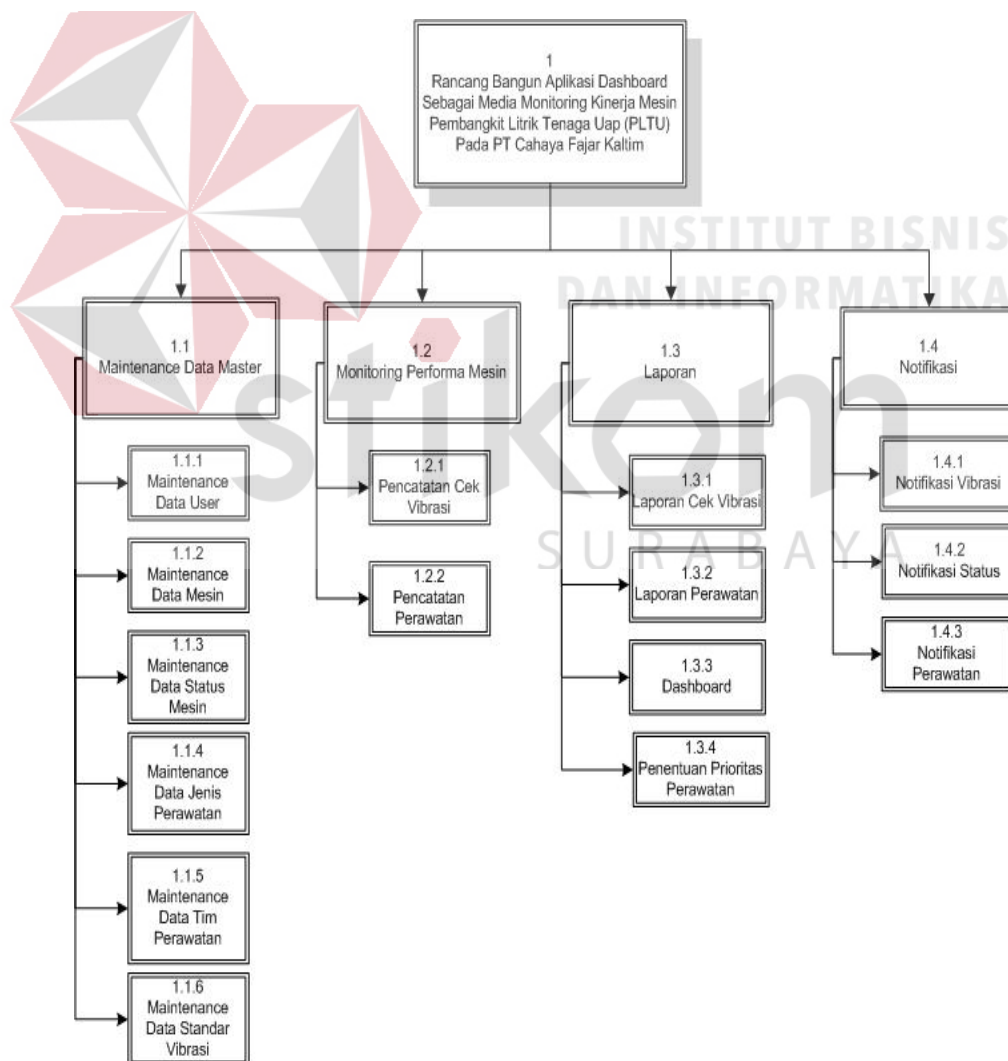 1
Rancang Bangun Aplikasi Dashboard
Sebagai Media Monitoring Kinerja Mesin
Pembangkit Litrik Tenaga Uap (PLTU)
Pada PT Cahaya Fajar Kaltim
INSTITUT BISNIS
DAN INFORMATIKA
stikom
SURABAYA
1.1
Maintenance Data Master
1.1.1
Maintenance
Data User
1.1.2
Maintenance
Data Mesin
1.1.3
Maintenance
Data Status
Mesin
1.1.4
Maintenance
Data Jenis
Perawatan
1.1.5
Maintenance
Data Tim
Perawatan
1.1.6
Maintenance
Data Standar
Vibrasi
1.2
Monitoring Performa Mesin
1.2.1
Pencatatan Cek
Vibrasi
1.2.2
Pencatatan
Perawatan
1.3
Laporan
1.3.1
Laporan Cek Vibrasi
1.3.2
Laporan Perawatan
1.3.3
Dashboard
1.3.4
Penentuan Prioritas
Perawatan
1.4
Notifikasi
1.4.1
Notifikasi Vibrasi
1.4.2
Notifikasi Status
1.4.3
Notifikasi
Perawatan